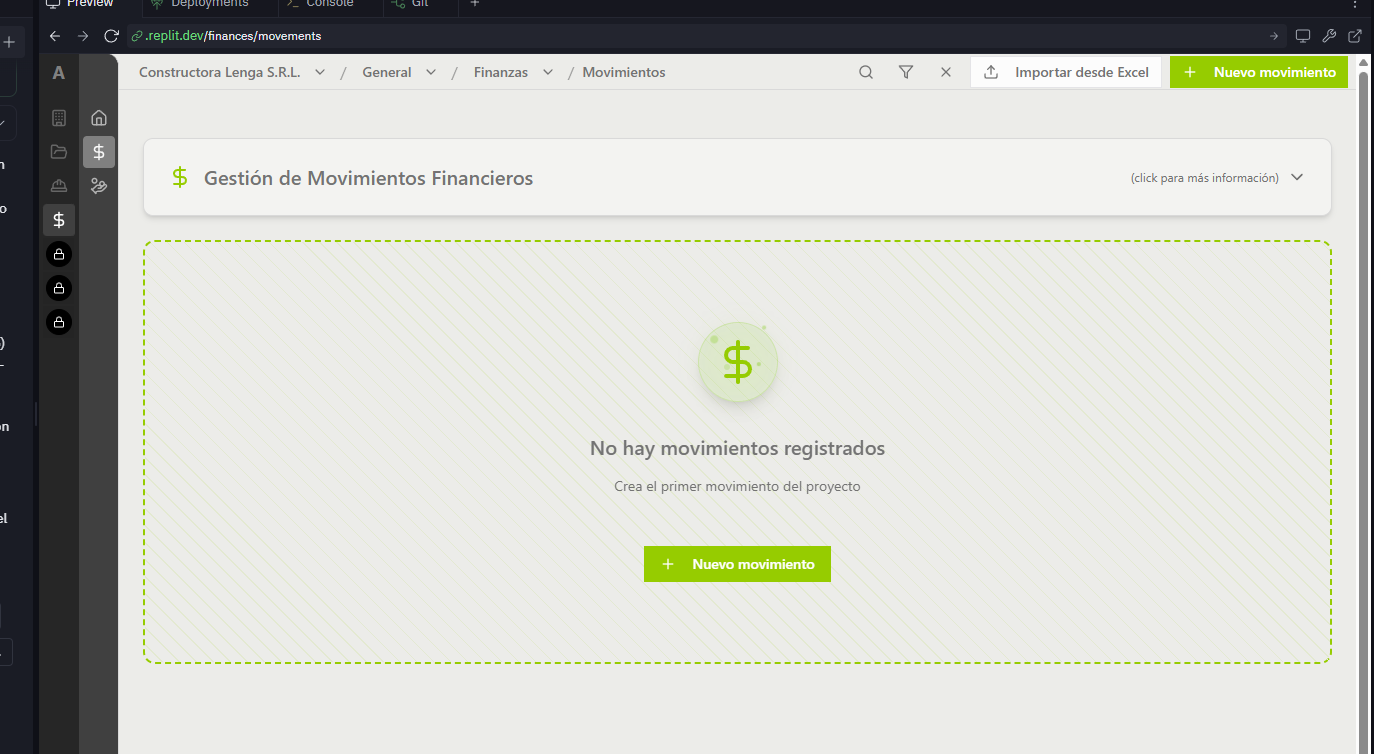 Preview Deployments Console Git
.replit.dev/finances/movements
A Constructora Lenga S.R.L. / General / Finanzas / Movimientos Importar desde Excel + Nuevo movimiento
$ Gestión de Movimientos Financieros (click para más información)
$
No hay movimientos registrados
Crea el primer movimiento del proyecto
+ Nuevo movimiento